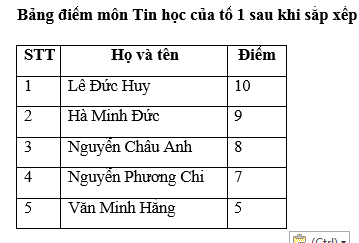 Bảng điểm môn Tin học của tổ 1 sau khi sắp xếp
STT Họ và tên Điểm
1 Lê Đức Huy 10
2 Hà Minh Đức 9
3 Nguyễn Châu Anh 8
4 Nguyễn Phương Chi 7
5 Văn Minh Hằng 5
(Ctrl)